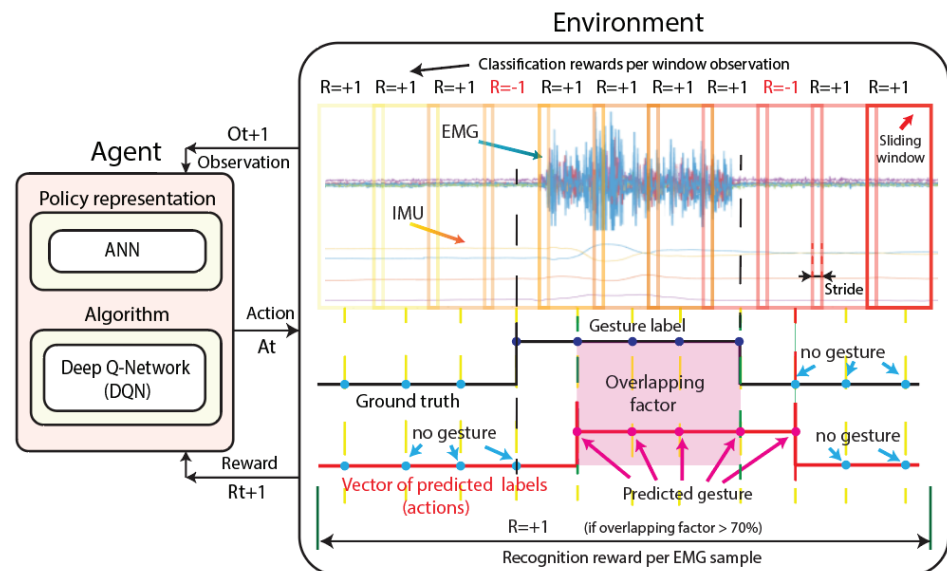 Environment
Classification rewards per window observation
R=+1 R=+1 R=+1 R=-1 R=+1 R=+1 R=+1 R=+1 R=-1 R=+1 R=+1
EMG
Sliding
window
IMU
Stride
Ot+1
Observation
Agent
Policy representation
ANN
Algorithm
Deep Q-Network
(DQN)
Action
At
Reward
Rt+1
Gesture label
no gesture
Overlapping
factor
Ground truth
no gesture
no gesture
Vector of predicted labels
(actions)
Predicted gesture
R=+1 (if overlapping factor > 70%)
Recognition reward per EMG sample